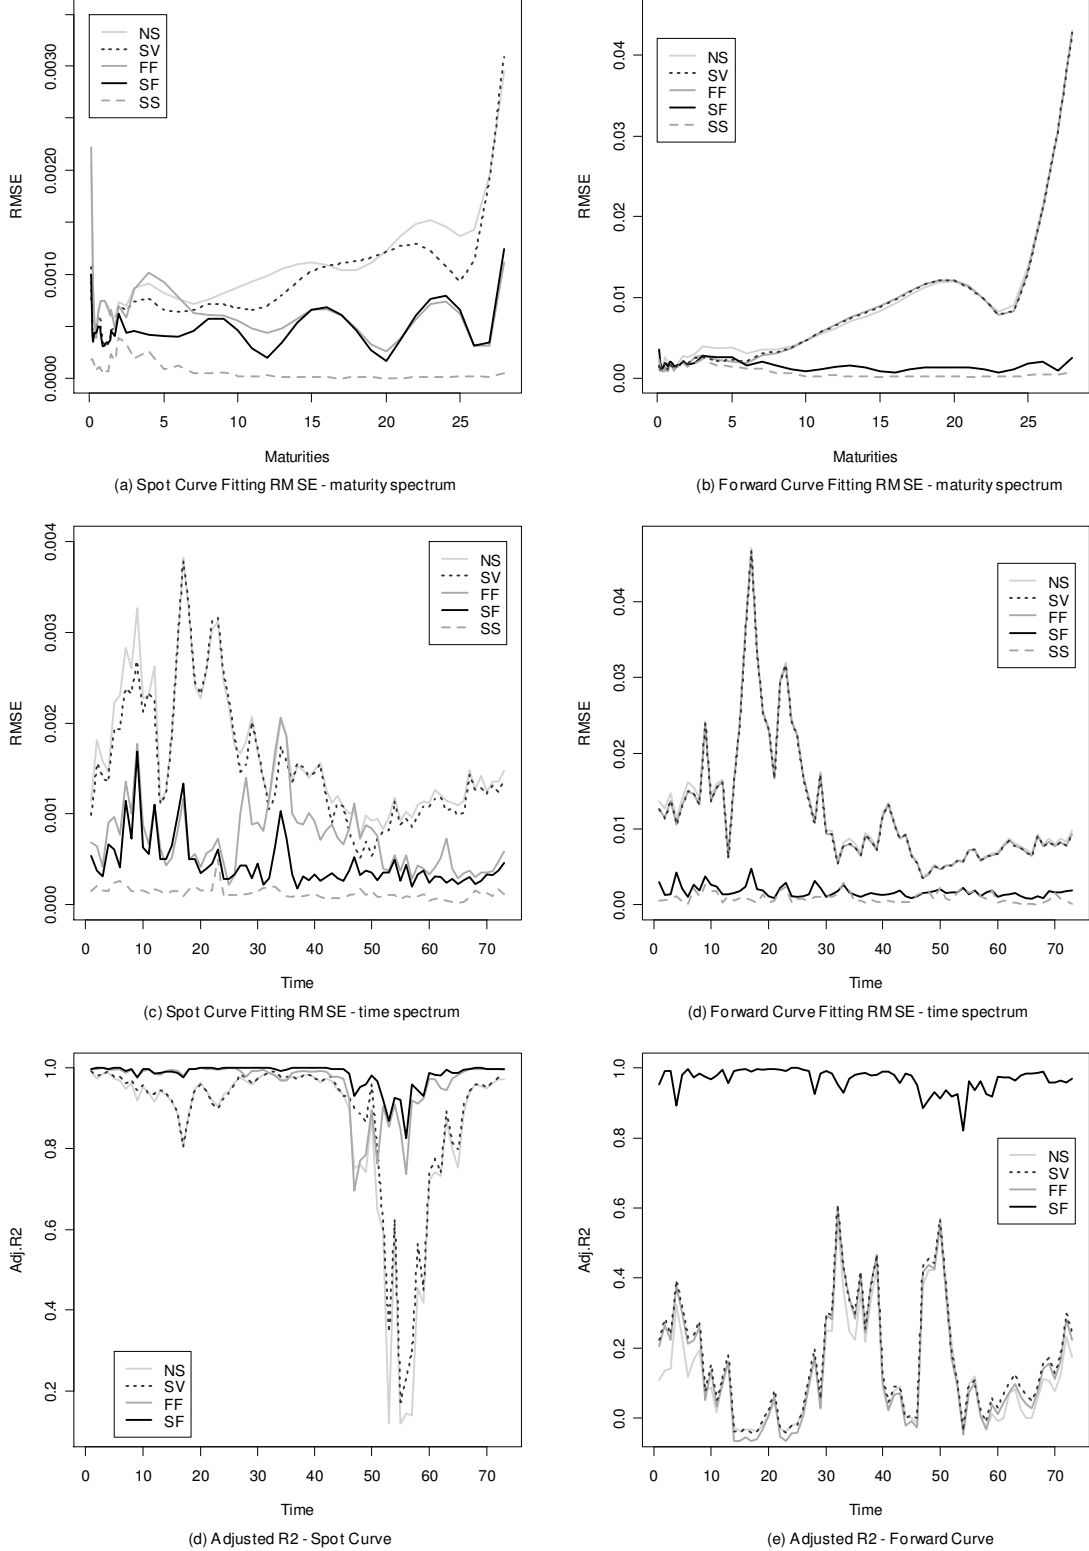 NS
SV
FF
SF
SS
RMSE
0.0000
0.0010
0.0020
0.0030
0 5 10 15 20 25
Maturities
(a) Spot Curve Fitting RMSE - maturity spectrum
NS
SV
FF
SF
SS
RMSE
0.00
0.01
0.02
0.03
0.04
0 5 10 15 20 25
Maturities
(b) Forward Curve Fitting RMSE - maturity spectrum
NS
SV
FF
SF
SS
RMSE
0.000
0.001
0.002
0.003
0.004
0 10 20 30 40 50 60 70
Time
(c) Spot Curve Fitting RMSE - time spectrum
NS
SV
FF
SF
SS
RMSE
0.00
0.01
0.02
0.03
0.04
0 10 20 30 40 50 60 70
Time
(d) Forward Curve Fitting RMSE - time spectrum
NS
SV
FF
SF
Adj.R2
0.2
0.4
0.6
0.8
1.0
0 10 20 30 40 50 60 70
Time
(d) Adjusted R2 - Spot Curve
NS
SV
FF
SF
Adj.R2
0.0
0.2
0.4
0.6
0.8
1.0
0 10 20 30 40 50 60 70
Time
(e) Adjusted R2 - Forward Curve